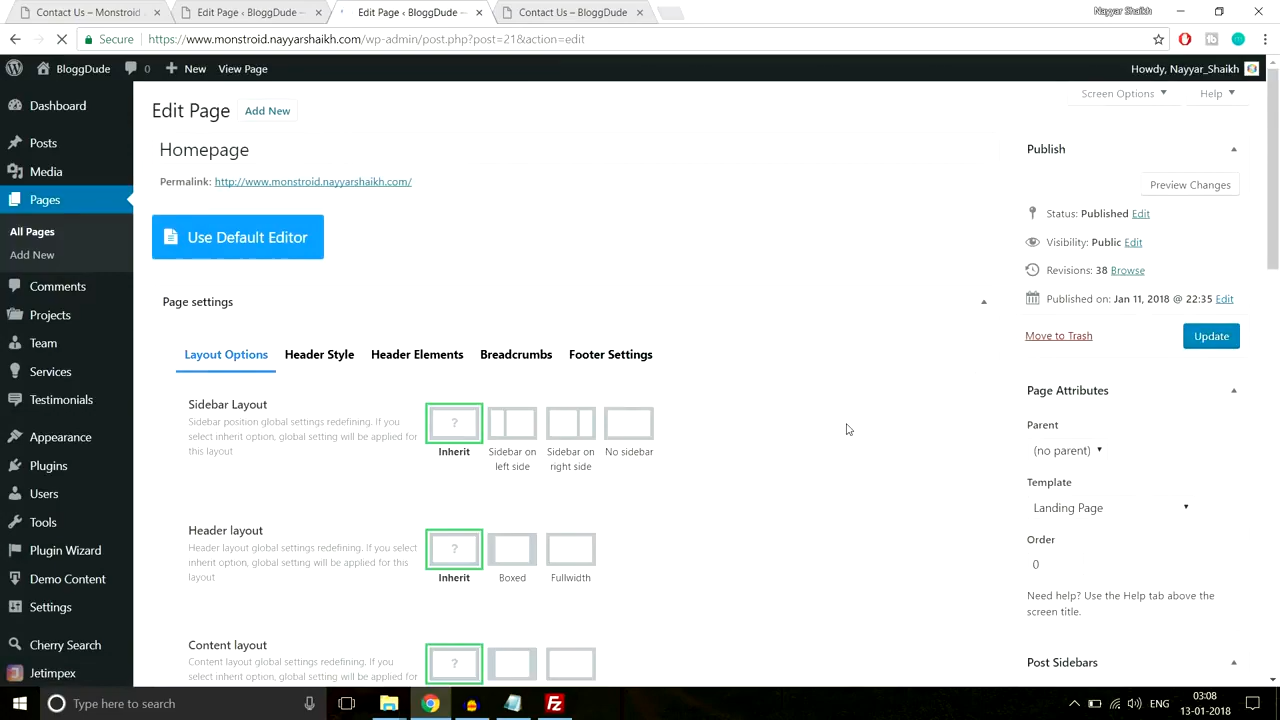 Contact Us – Monstroid
Edit Page ‹ BloggDude –
Edit Page ‹ BloggDude –
Contact Us – BloggDude
Nayyar Shaikh
Secure https://www.monstroid.nayyarshaikh.com/wp-admin/post.php?post=21&action=edit
BloggDude 0 New View Page Howdy, Nayyar_Shaikh
Screen Options Help
Dashboard
Posts
Media
Pages
All Pages
Add New
Comments
Projects
Team
Services
Testimonials
Appearance
Plugins
Users
Tools
Plugin Wizard
Demo Content
Settings
Cherry Search
Jetimpex
Edit Page Add New
Homepage
Permalink: http://www.monstroid.nayyarshaikh.com/
Use Default Editor
Page settings
Layout Options Header Style Header Elements Breadcrumbs Footer Settings
Sidebar Layout
Sidebar position global settings redefining. If you
select inherit option, global setting will be applied for
this layout
?
Inherit
Sidebar on
left side
Sidebar on
right side
No sidebar
Header layout
Header layout global settings redefining. If you select
inherit option, global setting will be applied for this
layout
?
Inherit
Boxed
Fullwidth
Content layout
Content layout global settings redefining. If you
select inherit option, global setting will be applied for
?
Publish
Preview Changes
Status: Published Edit
Visibility: Public Edit
Revisions: 38 Browse
Published on: Jan 11, 2018 @ 22:35 Edit
Move to Trash
Update
Page Attributes
Parent
(no parent)
Template
Landing Page
Order
0
Need help? Use the Help tab above the
screen title.
Post Sidebars
Type here to search
ENG
03:08
13-01-2018